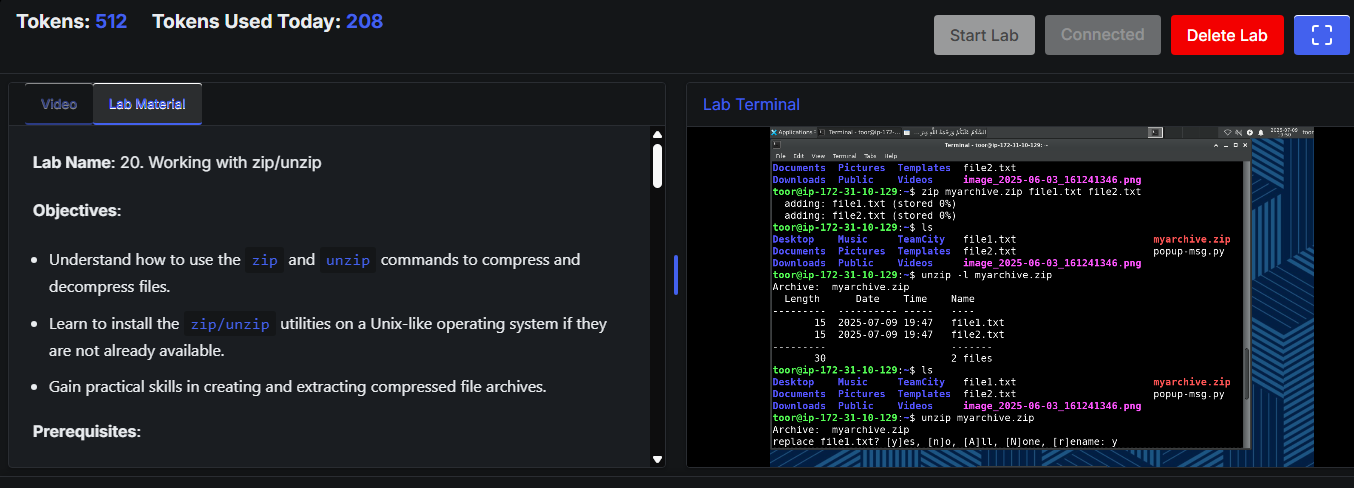 Tokens: 512 Tokens Used Today: 208
Start Lab
Connected
Delete Lab
Video
Lab Material
Lab Name: 20. Working with zip/unzip
Objectives:
Understand how to use the zip and unzip commands to compress and
decompress files.
Learn to install the zip/unzip utilities on a Unix-like operating system if they
are not already available.
Gain practical skills in creating and extracting compressed file archives.
Prerequisites:
Lab Terminal
Applications Terminal - toor@ip-172-... 2025-07-09 toor
Terminal - toor@ip-172-31-10-129: ~
File Edit View Terminal Tabs Help
Documents Pictures Templates file2.txt
Downloads Public Videos image_2025-06-03_161241346.png
toor@ip-172-31-10-129:~$ zip myarchive.zip file1.txt file2.txt
adding: file1.txt (stored 0%)
adding: file2.txt (stored 0%)
toor@ip-172-31-10-129:~$ ls
Desktop Music TeamCity file1.txt myarchive.zip
Documents Pictures Templates file2.txt popup-msg.py
Downloads Public Videos image_2025-06-03_161241346.png
toor@ip-172-31-10-129:~$ unzip -l myarchive.zip
Archive: myarchive.zip
Length Date Time Name
--------- ---------- ----- ----
15 2025-07-09 19:47 file1.txt
15 2025-07-09 19:47 file2.txt
--------- -------
30 2 files
toor@ip-172-31-10-129:~$ ls
Desktop Music TeamCity file1.txt myarchive.zip
Documents Pictures Templates file2.txt popup-msg.py
Downloads Public Videos image_2025-06-03_161241346.png
toor@ip-172-31-10-129:~$ unzip myarchive.zip
Archive: myarchive.zip
replace file1.txt? [y]es, [n]o, [A]ll, [N]one, [r]ename: y